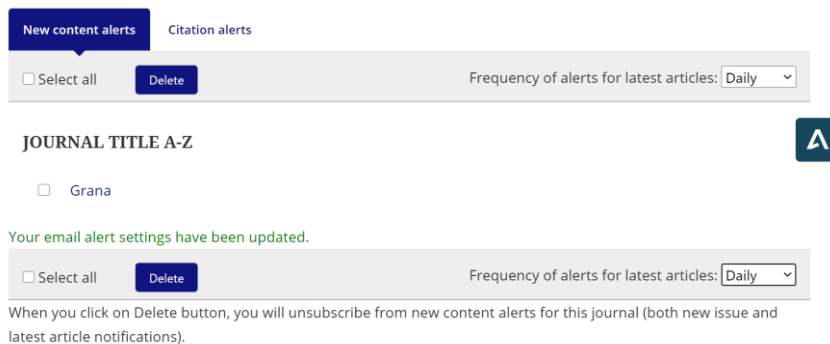 New content alerts Citation alerts
Select all Delete Frequency of alerts for latest articles: Daily
JOURNAL TITLE A-Z
Grana
Your email alert settings have been updated.
Select all Delete Frequency of alerts for latest articles: Daily
When you click on Delete button, you will unsubscribe from new content alerts for this journal (both new issue and
latest article notifications).